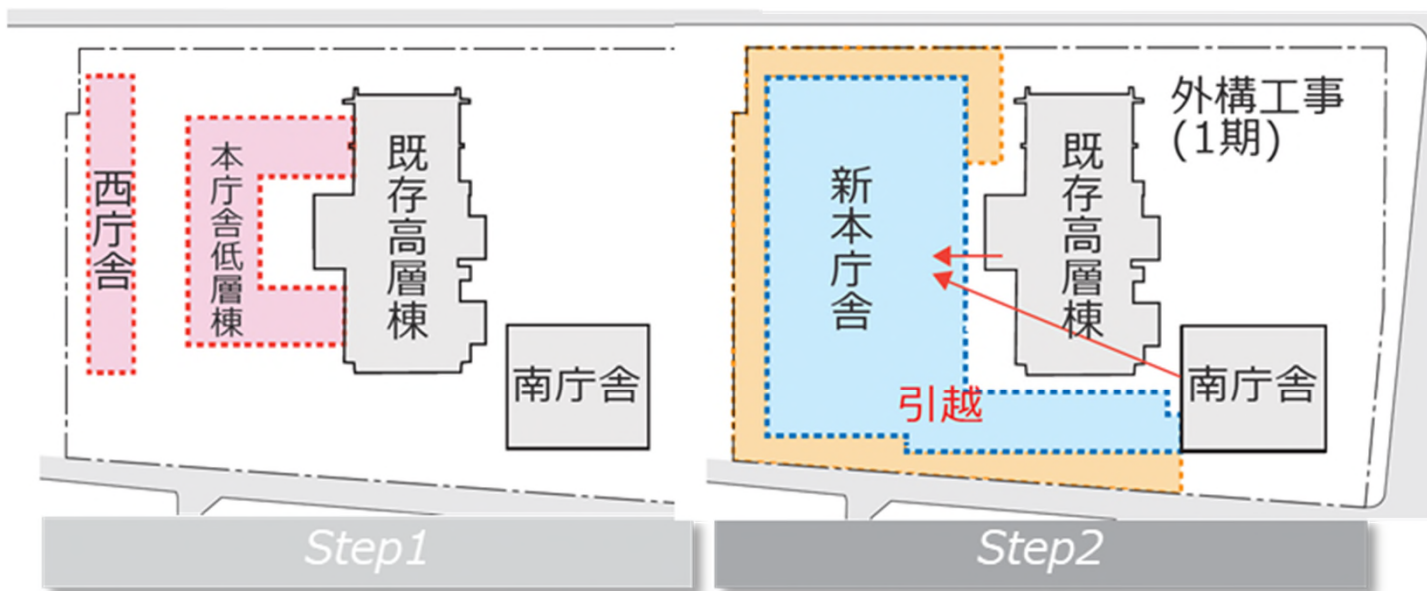 西庁舎
本庁舎低層棟
既存高層棟
南庁舎
Step1
外構工事
(1期)
新本庁舎
既存高層棟
引越
南庁舎
Step2